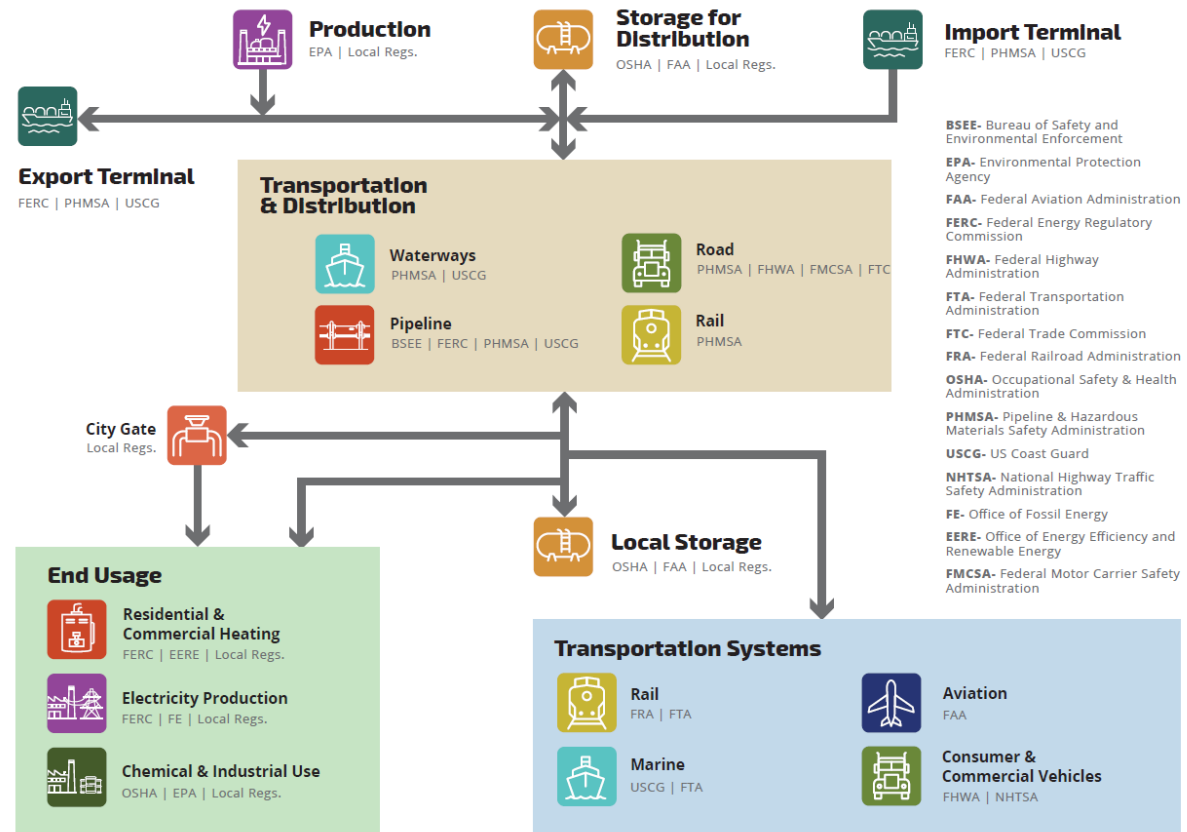 Production
EPA | Local Regs.
Storage for
Distribution
OSHA | FAA | Local Regs.
Import Terminal
FERC | PHMSA | USCG
Export Terminal
FERC | PHMSA | USCG
Transportation
& Distribution
Waterways
PHMSA | USCG
Road
PHMSA | FHWA | FMCSA | FTC
Pipeline
BSEE | FERC | PHMSA | USCG
Rail
PHMSA
BSEE- Bureau of Safety and
Environmental Enforcement
EPA- Environmental Protection
Agency
FAA- Federal Aviation Administration
FERC- Federal Energy Regulatory
Commission
FHWA- Federal Highway
Administration
FTA- Federal Transportation
Administration
FTC- Federal Trade Commission
FRA- Federal Railroad Administration
OSHA- Occupational Safety & Health
Administration
PHMSA- Pipeline & Hazardous
Materials Safety Administration
USCG- US Coast Guard
NHTSA- National Highway Traffic
Safety Administration
FE- Office of Fossil Energy
EERE- Office of Energy Efficiency and
Renewable Energy
FMCSA- Federal Motor Carrier Safety
Administration
City Gate
Local Regs.
Local Storage
OSHA | FAA | Local Regs.
End Usage
Residential &
Commercial Heating
FERC | EERE | Local Regs.
Electricity Production
FERC | FE | Local Regs.
Chemical & Industrial Use
OSHA | EPA | Local Regs.
Transportation Systems
Rail
FRA | FTA
Aviation
FAA
Marine
USCG | FTA
Consumer &
Commercial Vehicles
FHWA | NHTSA